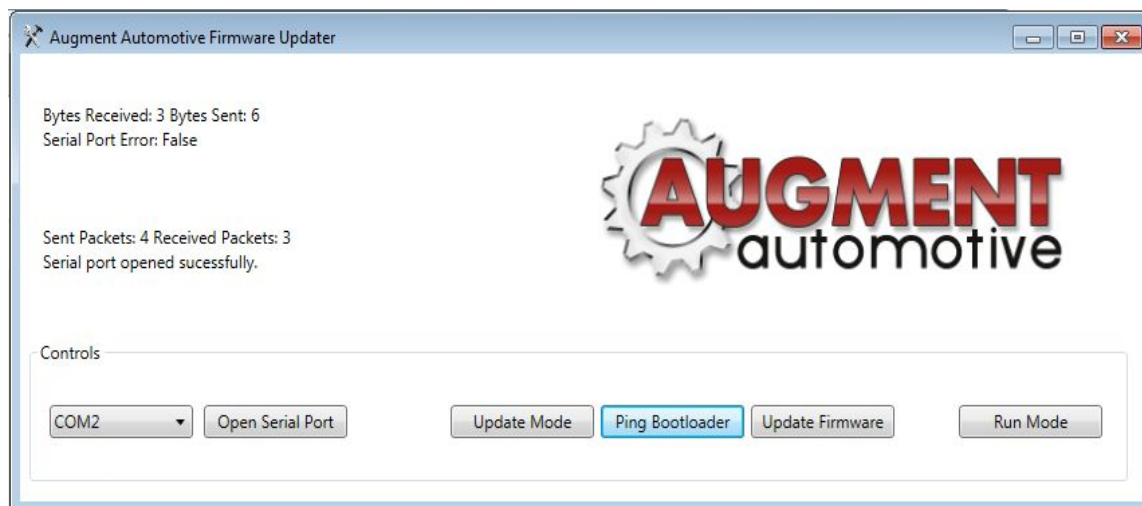 Augment Automotive Firmware Updater
Bytes Received: 3 Bytes Sent: 6
Serial Port Error: False
AUGMENT
automotive
Sent Packets: 4 Received Packets: 3
Serial port opened sucessfully.
Controls
COM2
Open Serial Port
Update Mode
Ping Bootloader
Update Firmware
Run Mode